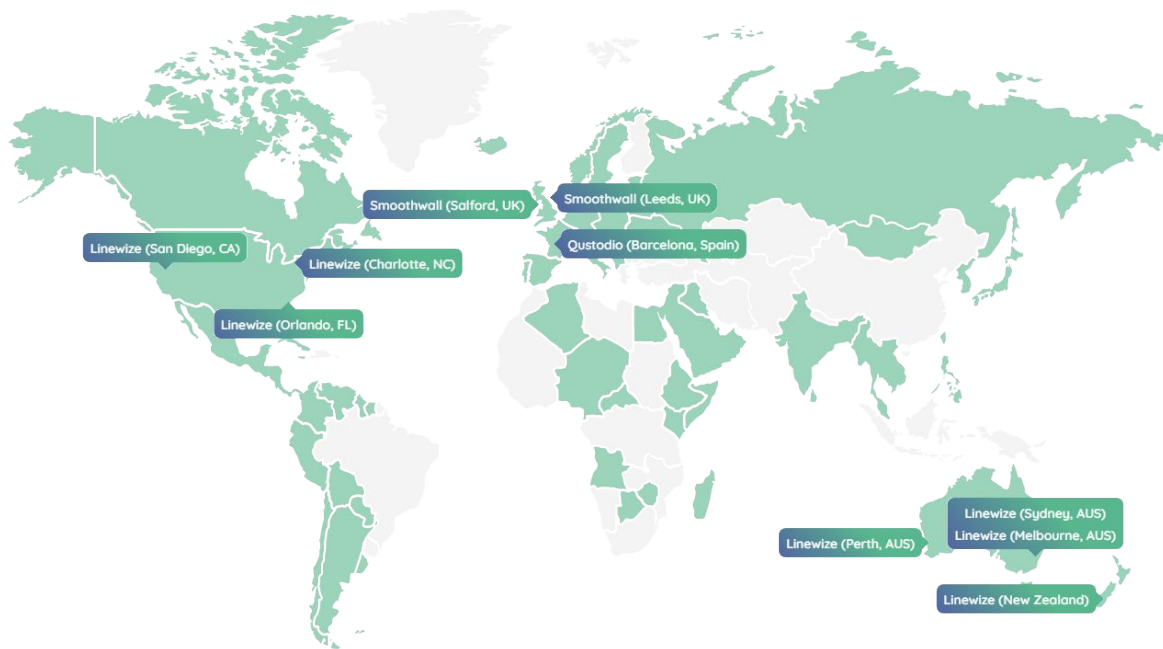 Smoothwall (Salford, UK)
Smoothwall (Leeds, UK)
Linewize (San Diego, CA)
Qustodio (Barcelona, Spain)
Linewize (Charlotte, NC)
Linewize (Orlando, FL)
Linewize (Sydney, AUS)
Linewize (Melbourne, AUS)
Linewize (Perth, AUS)
Linewize (New Zealand)